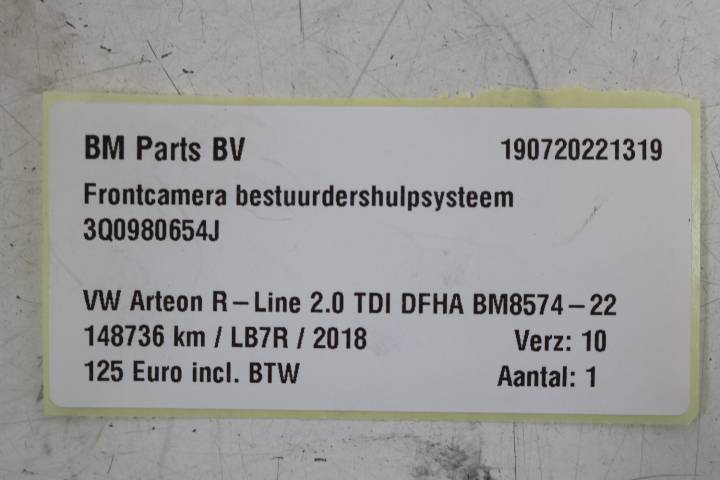 BM Parts BV 190720221319
Frontcamera bestuurdershulpsysteem
3Q0980654J
VW Arteon R-Line 2.0 TDI DFHA BM8574-22
148736 km / LB7R / 2018 Verz: 10
125 Euro incl. BTW Aantal: 1